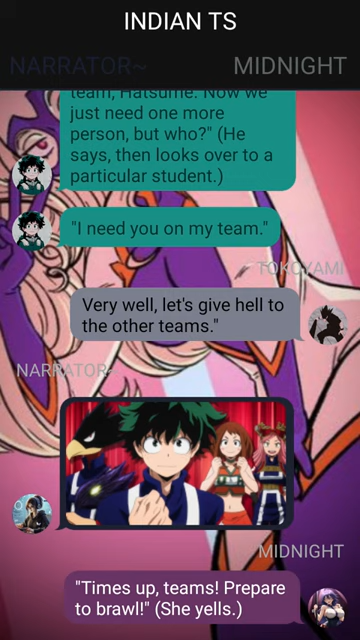 INDIAN TS
NARRATOR~
MIDNIGHT
team, Hatsume. Now we
just need one more
person, but who?" (He
says, then looks over to a
particular student.)
"I need you on my team."
TOKOYAMI
Very well, let's give hell to
the other teams."
NARRATOR~
MIDNIGHT
"Times up, teams! Prepare
to brawl!" (She yells.)